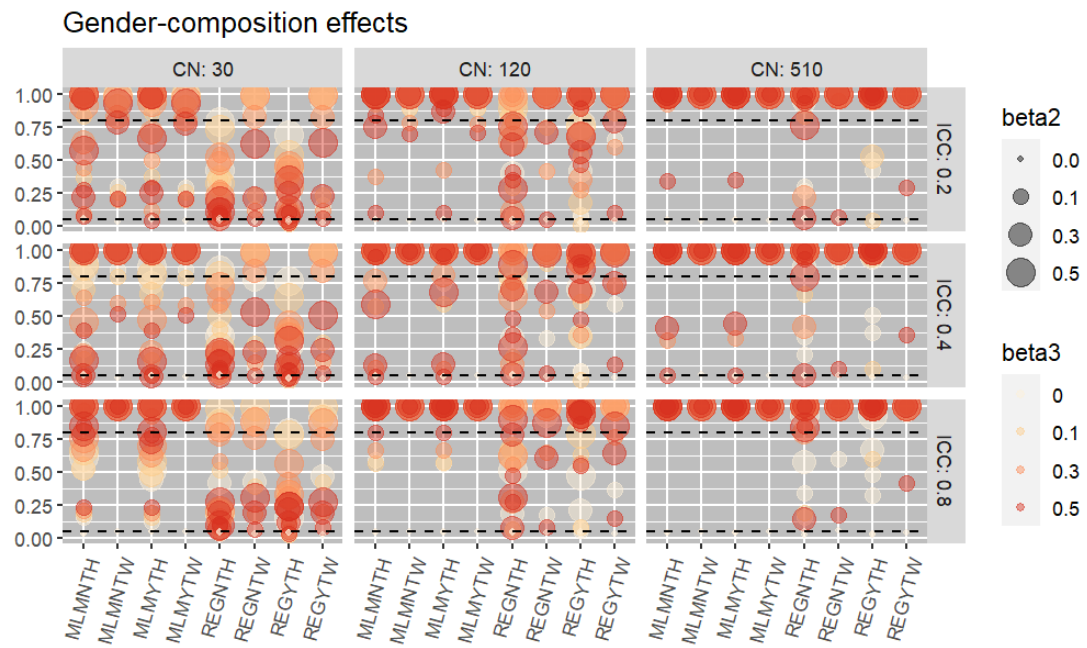 Gender-composition effects
CN: 30
CN: 120
CN: 510
1.00
0.75
0.50
0.25
0.00
ICC: 0.2
1.00
0.75
0.50
0.25
0.00
ICC: 0.4
1.00
0.75
0.50
0.25
0.00
ICC: 0.8
MLMNTH
MLMNTW
MLMYTH
MLMYTW
REGNTH
REGNTW
REGYTH
REGYTW
MLMNTH
MLMNTW
MLMYTH
MLMYTW
REGNTH
REGNTW
REGYTH
REGYTW
MLMNTH
MLMNTW
MLMYTH
MLMYTW
REGNTH
REGNTW
REGYTH
REGYTW
beta2
0.0
0.1
0.3
0.5
beta3
0
0.1
0.3
0.5